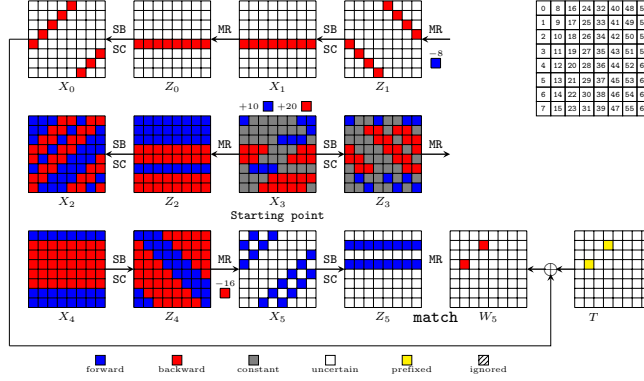 SB MR SB MR
SC SC
X0 Z0 X1 Z1
−8
0 8 16 24 32 40 48
1 9 17 25 33 41 49
2 10 18 26 34 42 50
3 11 19 27 35 43 51
4 12 20 28 36 44 52
5 13 21 29 37 45 53
6 14 22 30 38 46 54
7 15 23 31 39 47 55
+10 +20
SB MR SB MR
SC SC
X2 Z2 X3 Z3
Starting point
SB MR SB MR
SC SC
−16
X4 Z4 X5 Z5 match W5 T
forward backward constant uncertain prefixed ignored